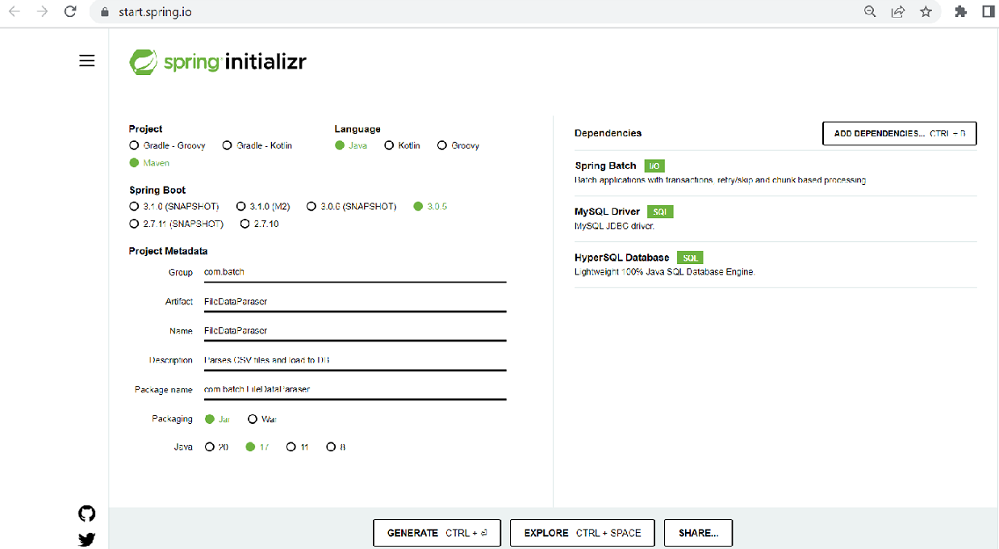 start.spring.io
spring initializr
Project
Gradle - Groovy Gradle - Kotlin
Maven
Language
Java Kotlin Groovy
Spring Boot
3.1.0 (SNAPSHOT) 3.1.0 (M2) 3.0.6 (SNAPSHOT) 3.0.5
2.7.11 (SNAPSHOT) 2.7.10
Project Metadata
Group com.batch
Artifact FileDataParaser
Name FileDataParaser
Description Parses CSV files and load to DB
Package name com.batch.FileDataParaser
Packaging Jar War
Java 20 17 11 8
Dependencies ADD DEPENDENCIES... CTRL + B
Spring Batch I/O
Batch applications with transactions, retry/skip and chunk based processing.
MySQL Driver SQL
MySQL JDBC driver.
HyperSQL Database SQL
Lightweight 100% Java SQL Database Engine.
GENERATE CTRL + ⏎ EXPLORE CTRL + SPACE SHARE...